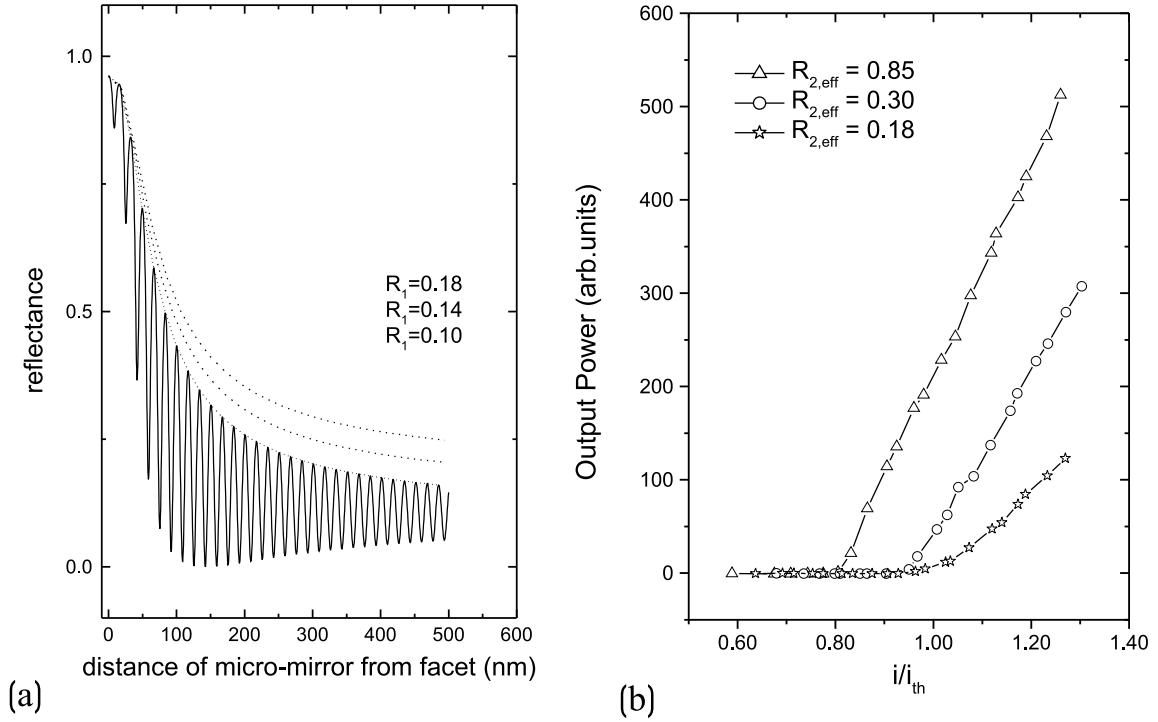 1.0
0.5
0.0
reflectance
R1=0.18
R1=0.14
R1=0.10
0 100 200 300 400 500 600
distance of micro-mirror from facet (nm)
(a)
600
500
400
300
200
100
0
Output Power (arb.units)
R2,eff = 0.85
R2,eff = 0.30
R2,eff = 0.18
0.60 0.80 1.00 1.20 1.40
i/ith
(b)